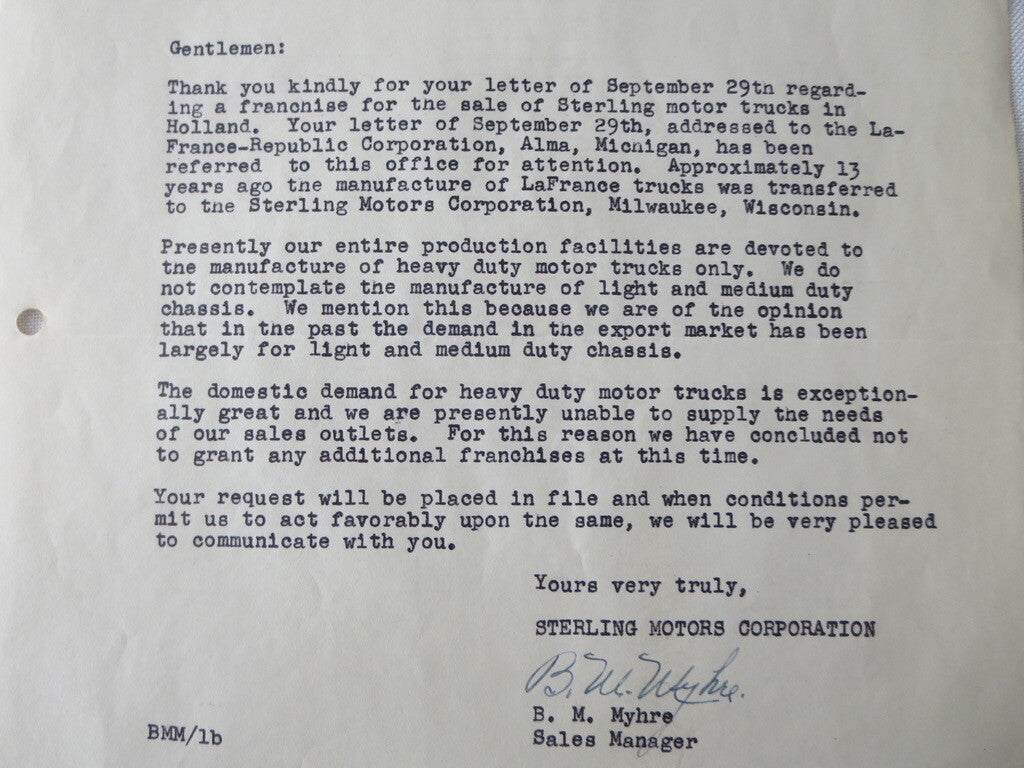 Gentlemen:
Thank you kindly for your letter of September 29th regard-
ing a franchise for the sale of Sterling motor trucks in
Holland. Your letter of September 29th, addressed to the La-
France-Republic Corporation, Alma, Michigan, has been
referred to this office for attention. Approximately 13
years ago the manufacture of LaFrance trucks was transferred
to the Sterling Motors Corporation, Milwaukee, Wisconsin.
Presently our entire production facilities are devoted to
the manufacture of heavy duty motor trucks only. We do
not contemplate the manufacture of light and medium duty
chassis. We mention this because we are of the opinion
that in the past the demand in the export market has been
largely for light and medium duty chassis.
The domestic demand for heavy duty motor trucks is exception-
ally great and we are presently unable to supply the needs
of our sales outlets. For this reason we have concluded not
to grant any additional franchises at this time.
Your request will be placed in file and when conditions per-
mit us to act favorably upon the same, we will be very pleased
to communicate with you.
Yours very truly,
STERLING MOTORS CORPORATION
B. M. Myhre.
B. M. Myhre
Sales Manager
BMM/lb